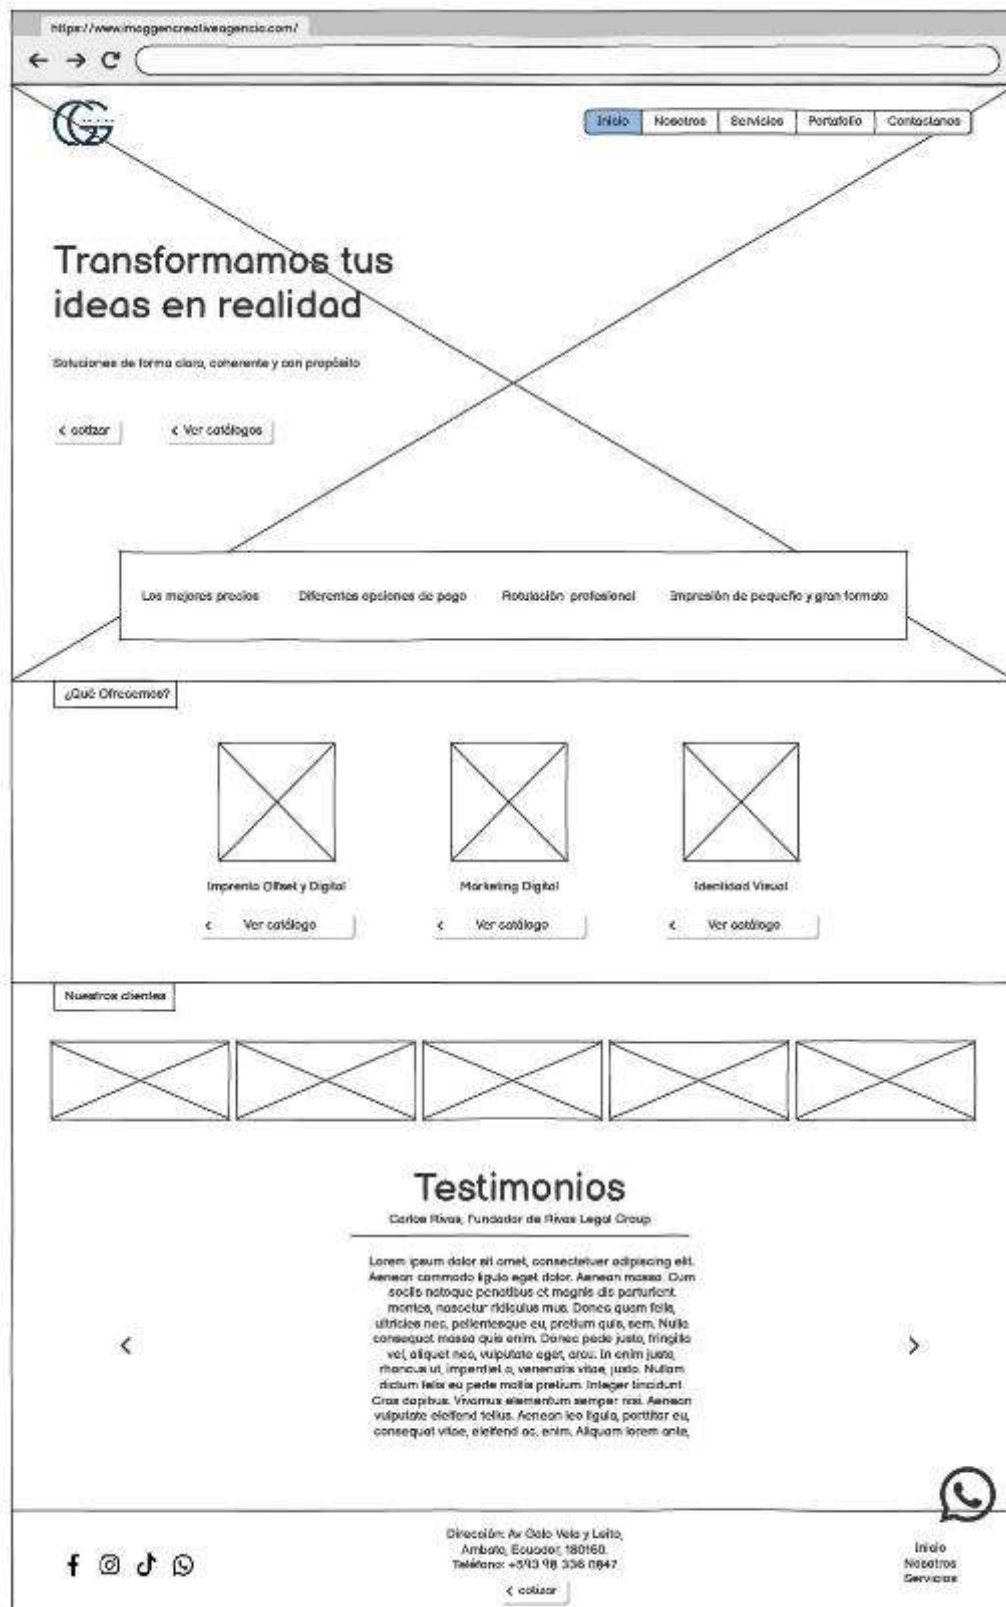 https://www.imaggencreativeagencia.com/
Inicio
Nosotros
Servicios
Portafolio
Contactanos
Transformamos tus
ideas en realidad
Soluciones de forma clara, coherente y con propósito
cotizar
Ver catálogos
Los mejores precios
Diferentes opciones de pago
Rotulación profesional
Impresión de pequeño y gran formato
¿Qué Ofrecemos?
Imprenta Offset y Digital
Marketing Digital
Identidad Visual
Ver catálogo
Ver catálogo
Ver catálogo
Nuestros clientes
Testimonios
Carlos Rivas, Fundador de Rivas Legal Group
Lorem ipsum dolor sit amet, consectetuer adipiscing elit.
Aenean commodo ligula eget dolor. Aenean massa. Cum
sociis natoque penatibus et magnis dis parturient
montes, nascetur ridiculus mus. Donec quam felis,
ultricies nec, pellentesque eu, pretium quis, sem. Nulla
consequat massa quis enim. Donec pede justo, fringilla
vel, aliquet nec, vulputate eget, arcu. In enim justo,
rhoncus ut, imperdiet a, venenatis vitae, justo. Nullam
dictum felis eu pede mollis pretium. Integer tincidunt.
Cras dapibus. Vivamus elementum semper nisi. Aenean
vulputate eleifend tellus. Aenean leo ligula, porttitor eu,
consequat vitae, eleifend ac, enim. Aliquam lorem ante,
Dirección: Av Galo Vela y Leito,
Ambato, Ecuador, 180160.
Teléfono: +593 98 336 0847
cotizar
Inicio
Nosotros
Servicios